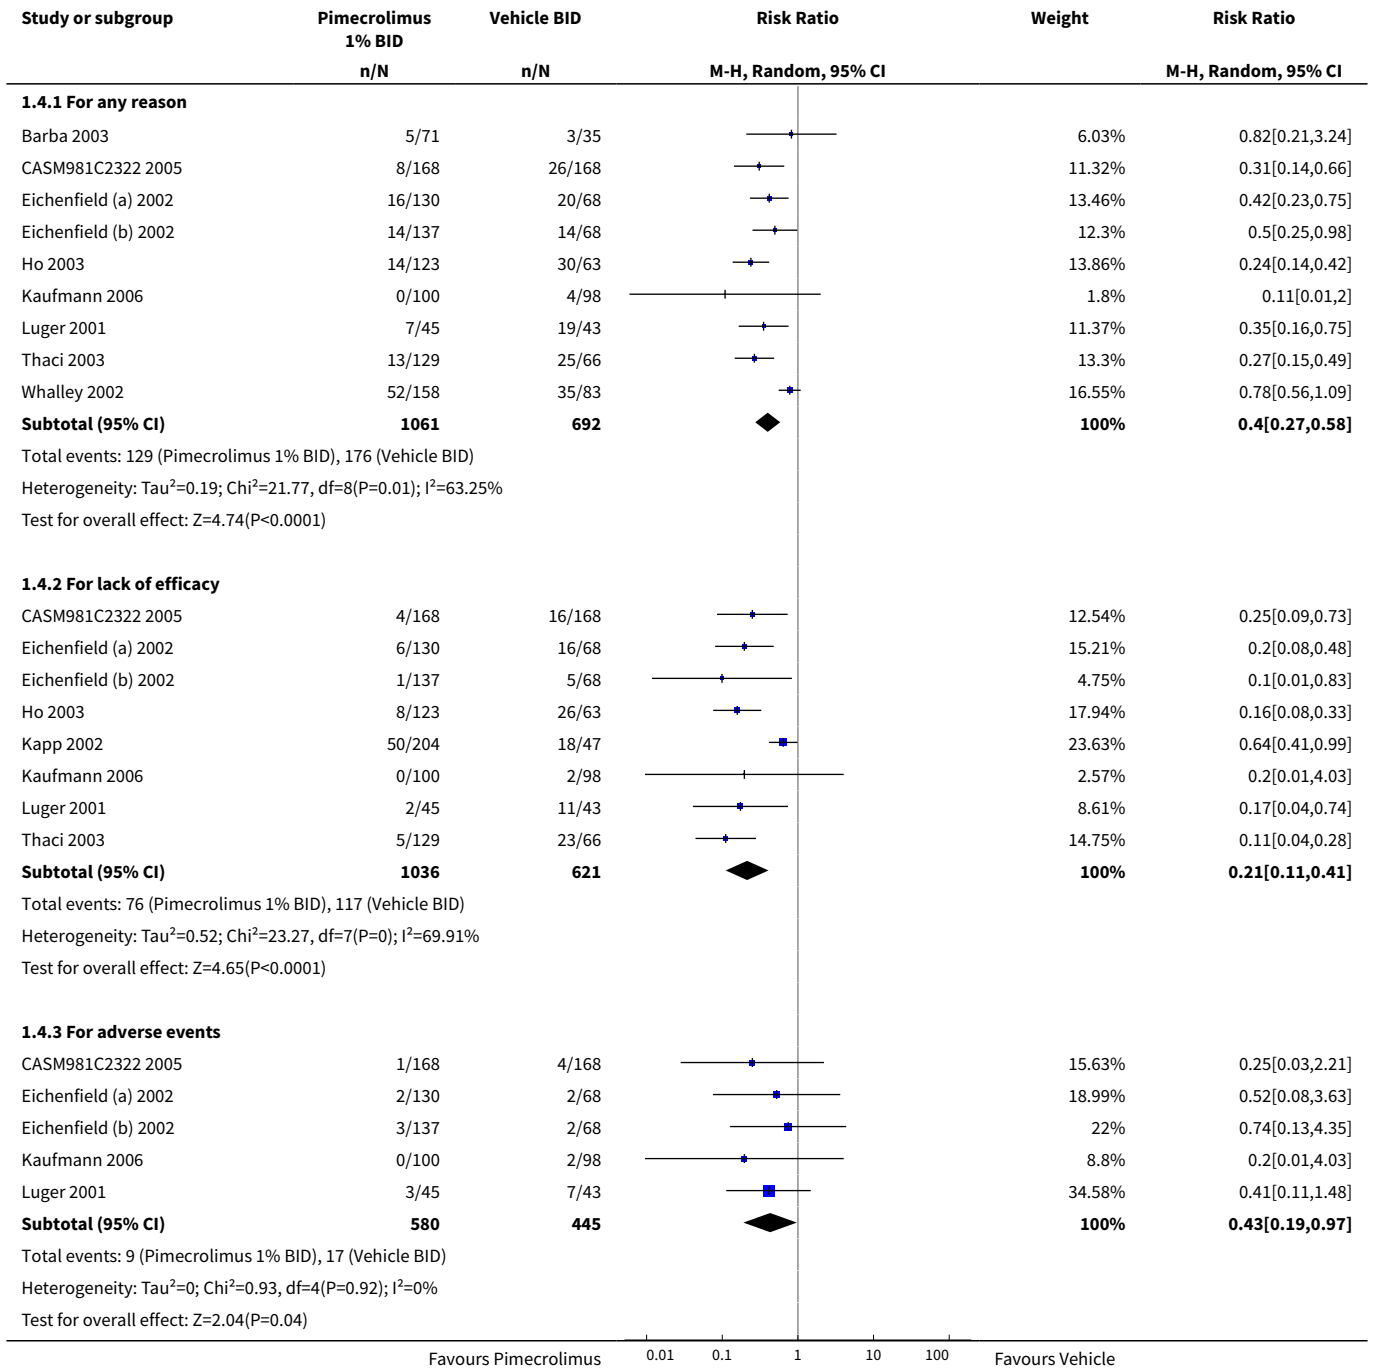 Study or subgroup Pimecrolimus 1% BID Vehicle BID Risk Ratio Weight Risk Ratio
n/N n/N M-H, Random, 95% CI M-H, Random, 95% CI
1.4.1 For any reason
Barba 2003 5/71 3/35 6.03% 0.82[0.21,3.24]
CASM981C2322 2005 8/168 26/168 11.32% 0.31[0.14,0.66]
Eichenfield (a) 2002 16/130 20/68 13.46% 0.42[0.23,0.75]
Eichenfield (b) 2002 14/137 14/68 12.3% 0.5[0.25,0.98]
Ho 2003 14/123 30/63 13.86% 0.24[0.14,0.42]
Kaufmann 2006 0/100 4/98 1.8% 0.11[0.01,2]
Luger 2001 7/45 19/43 11.37% 0.35[0.16,0.75]
Thaci 2003 13/129 25/66 13.3% 0.27[0.15,0.49]
Whalley 2002 52/158 35/83 16.55% 0.78[0.56,1.09]
Subtotal (95% CI) 1061 692 100% 0.4[0.27,0.58]
Total events: 129 (Pimecrolimus 1% BID), 176 (Vehicle BID)
Heterogeneity: Tau²=0.19; Chi²=21.77, df=8(P=0.01); I²=63.25%
Test for overall effect: Z=4.74(P<0.0001)
1.4.2 For lack of efficacy
CASM981C2322 2005 4/168 16/168 12.54% 0.25[0.09,0.73]
Eichenfield (a) 2002 6/130 16/68 15.21% 0.2[0.08,0.48]
Eichenfield (b) 2002 1/137 5/68 4.75% 0.1[0.01,0.83]
Ho 2003 8/123 26/63 17.94% 0.16[0.08,0.33]
Kapp 2002 50/204 18/47 23.63% 0.64[0.41,0.99]
Kaufmann 2006 0/100 2/98 2.57% 0.2[0.01,4.03]
Luger 2001 2/45 11/43 8.61% 0.17[0.04,0.74]
Thaci 2003 5/129 23/66 14.75% 0.11[0.04,0.28]
Subtotal (95% CI) 1036 621 100% 0.21[0.11,0.41]
Total events: 76 (Pimecrolimus 1% BID), 117 (Vehicle BID)
Heterogeneity: Tau²=0.52; Chi²=23.27, df=7(P=0); I²=69.91%
Test for overall effect: Z=4.65(P<0.0001)
1.4.3 For adverse events
CASM981C2322 2005 1/168 4/168 15.63% 0.25[0.03,2.21]
Eichenfield (a) 2002 2/130 2/68 18.99% 0.52[0.08,3.63]
Eichenfield (b) 2002 3/137 2/68 22% 0.74[0.13,4.35]
Kaufmann 2006 0/100 2/98 8.8% 0.2[0.01,4.03]
Luger 2001 3/45 7/43 34.58% 0.41[0.11,1.48]
Subtotal (95% CI) 580 445 100% 0.43[0.19,0.97]
Total events: 9 (Pimecrolimus 1% BID), 17 (Vehicle BID)
Heterogeneity: Tau²=0; Chi²=0.93, df=4(P=0.92); I²=0%
Test for overall effect: Z=2.04(P=0.04)
Favours Pimecrolimus 0.01 0.1 1 10 100 Favours Vehicle